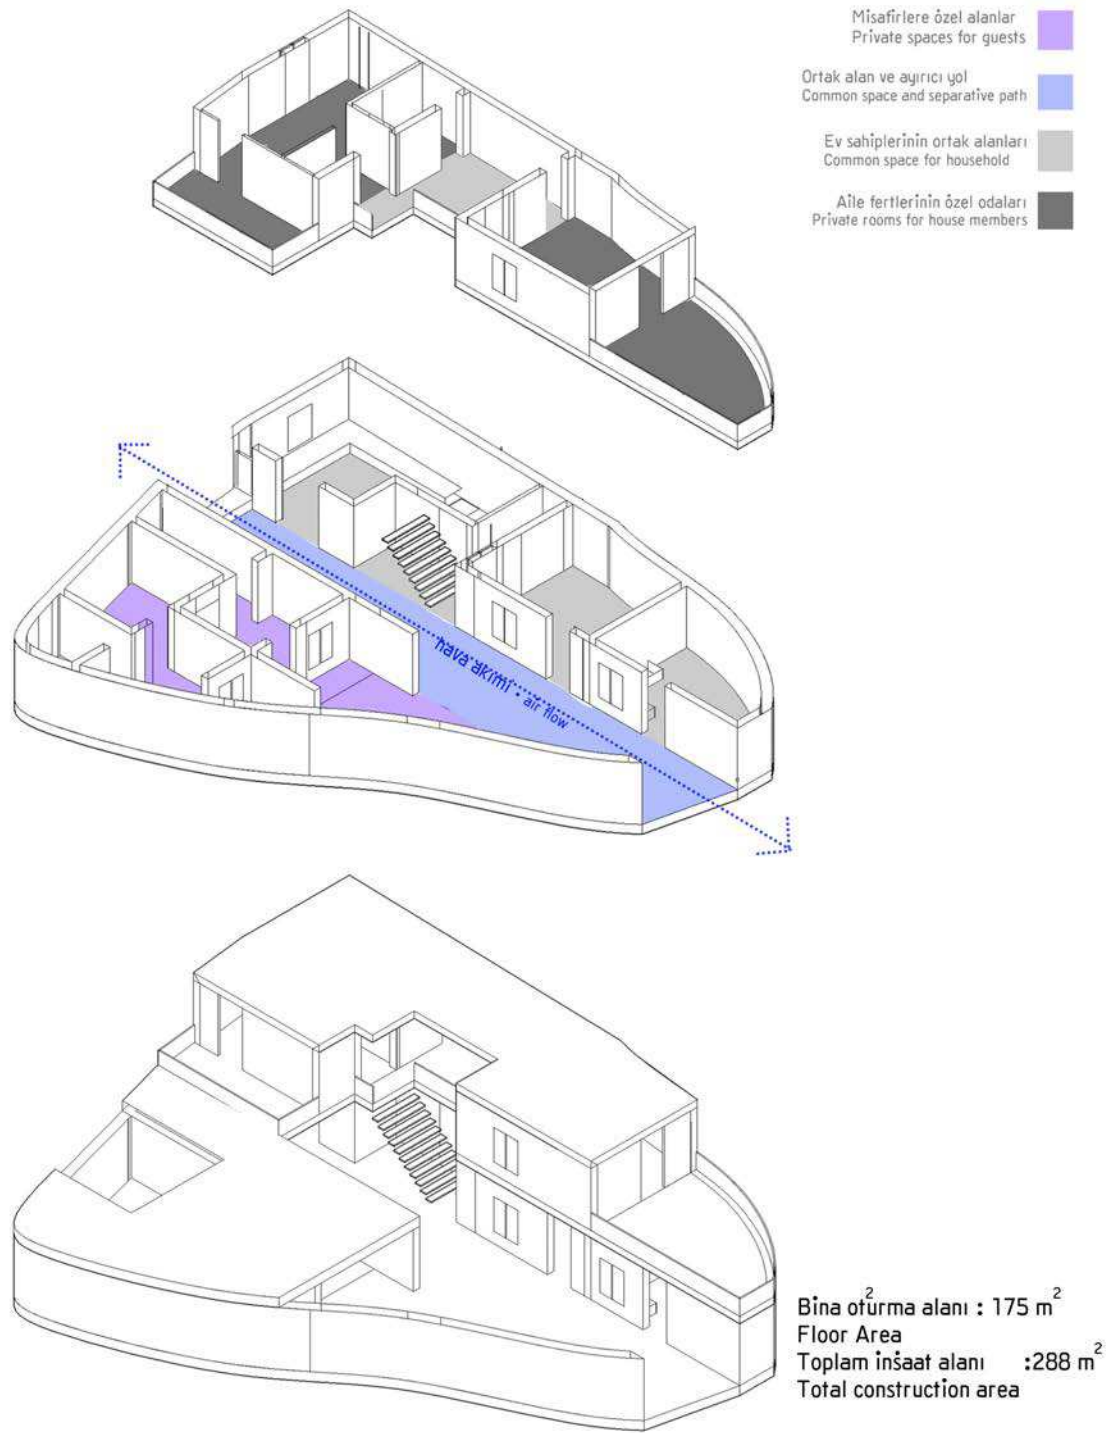 Misafirlere özel alanlar
Private spaces for guests
Ortak alan ve ayırıcı yol
Common space and separative path
Ev sahiplerinin ortak alanları
Common space for household
Aile fertlerinin özel odaları
Private rooms for house members
hava akımı • air flow
Bina oturma alanı : 175 m²
2
Floor Area
Toplam inşaat alanı :288 m²
Total construction area